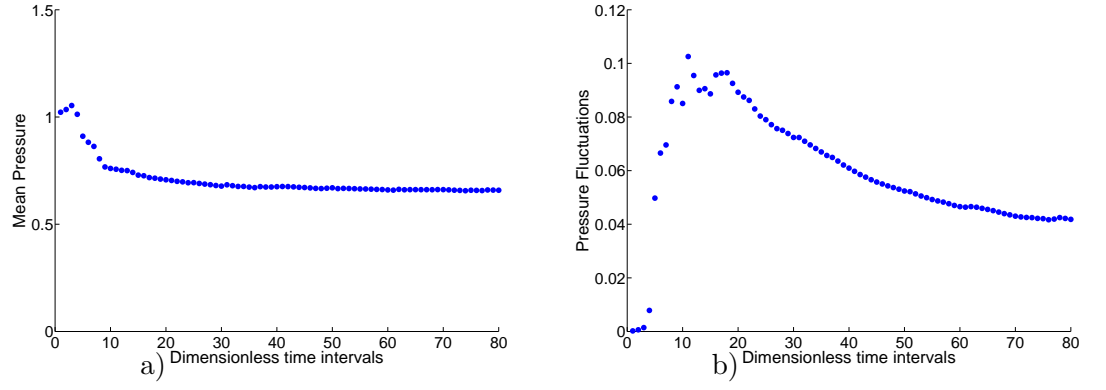 1.5
1
0.5
0
Mean Pressure
0 10 20 30 40 50 60 70 80
Dimensionless time intervals
a)
0.12
0.1
0.08
0.06
0.04
0.02
0
Pressure Fluctuations
0 10 20 30 40 50 60 70 80
Dimensionless time intervals
b)